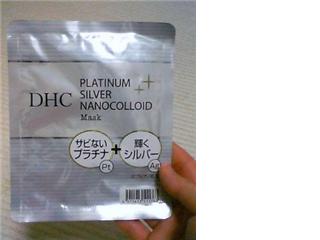 DHC
PLATINUM
SILVER
NANOCOLLOID
Mask
サビない
プラチナ
Pt
+
輝く
シルバー
Ag